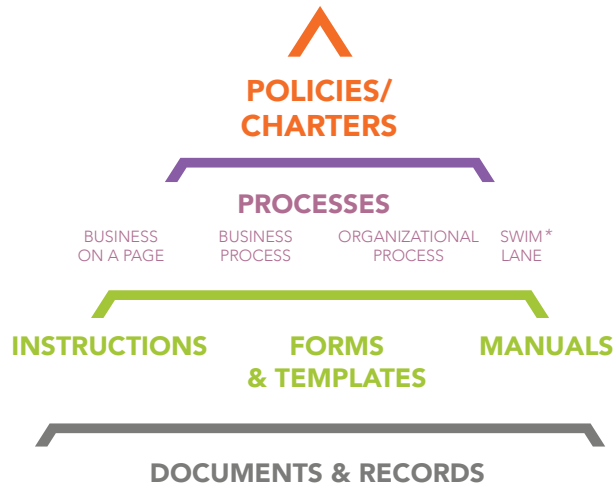 POLICIES/
CHARTERS
PROCESSES
BUSINESS
ON A PAGE
BUSINESS
PROCESS
ORGANIZATIONAL
PROCESS
SWIM*
LANE
INSTRUCTIONS
FORMS
& TEMPLATES
MANUALS
DOCUMENTS & RECORDS